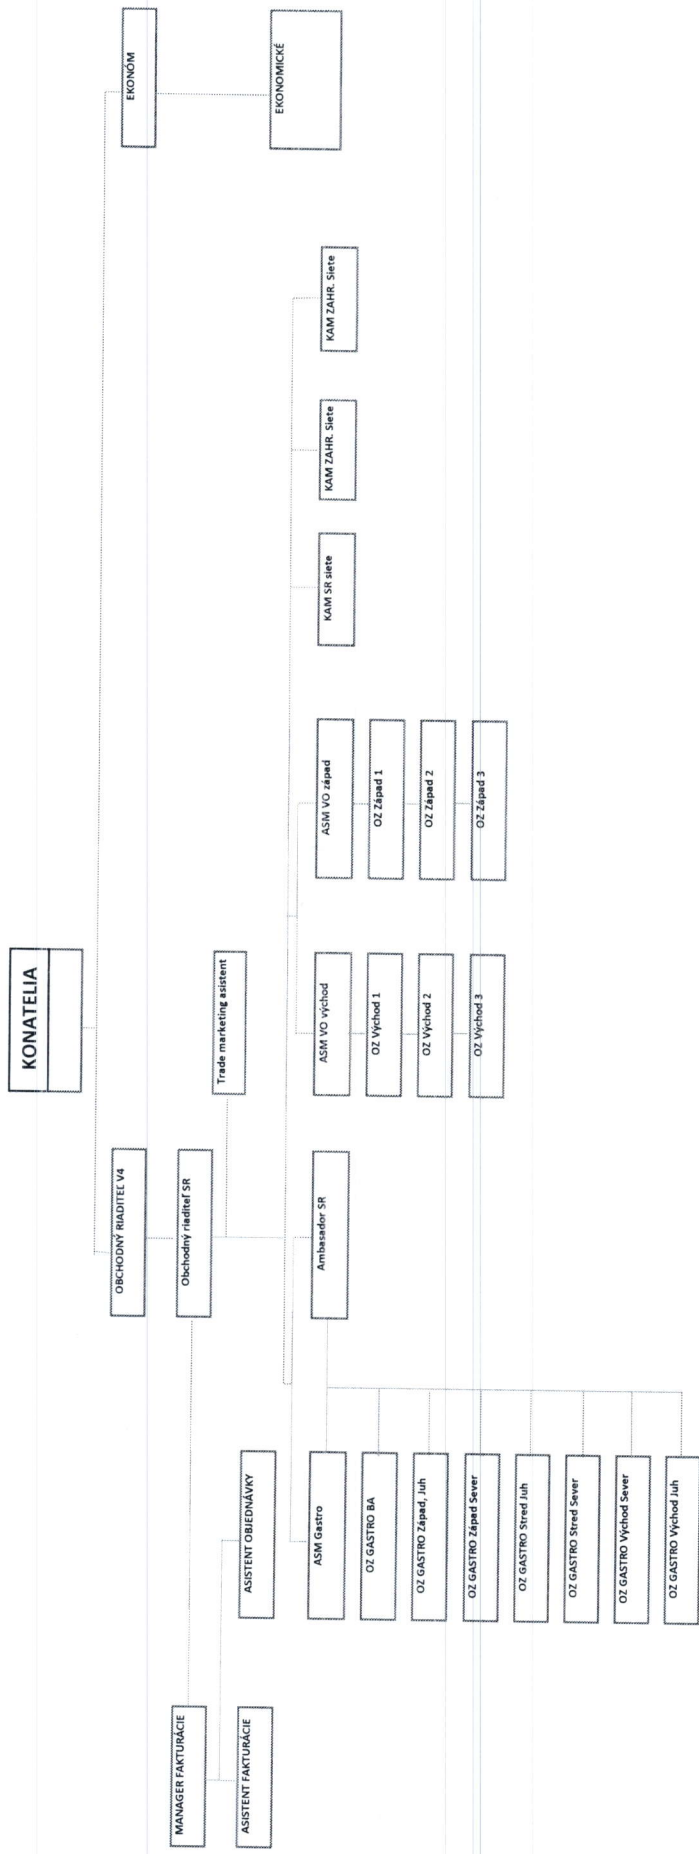 KONATELIA
OBCHODNÝ RIADITEĽ V4
EKONÓM
MANAGER FAKTURÁCIE
Obchodný riaditeľ SR
Trade marketing asistent
EKONOMICKÉ
ASISTENT FAKTURÁCIE
ASISTENT OBJEDNÁVKY
ASM Gastro
Ambasador SR
ASM VO východ
ASM VO západ
KAM SR siete
KAM ZAHR. Siete
KAM ZAHR. Siete
OZ GASTRO BA
OZ Východ 1
OZ Západ 1
OZ GASTRO Západ, Juh
OZ Východ 2
OZ Západ 2
OZ GASTRO Západ Sever
OZ Východ 3
OZ Západ 3
OZ GASTRO Stred Juh
OZ GASTRO Stred Sever
OZ GASTRO Východ Sever
OZ GASTRO Východ Juh